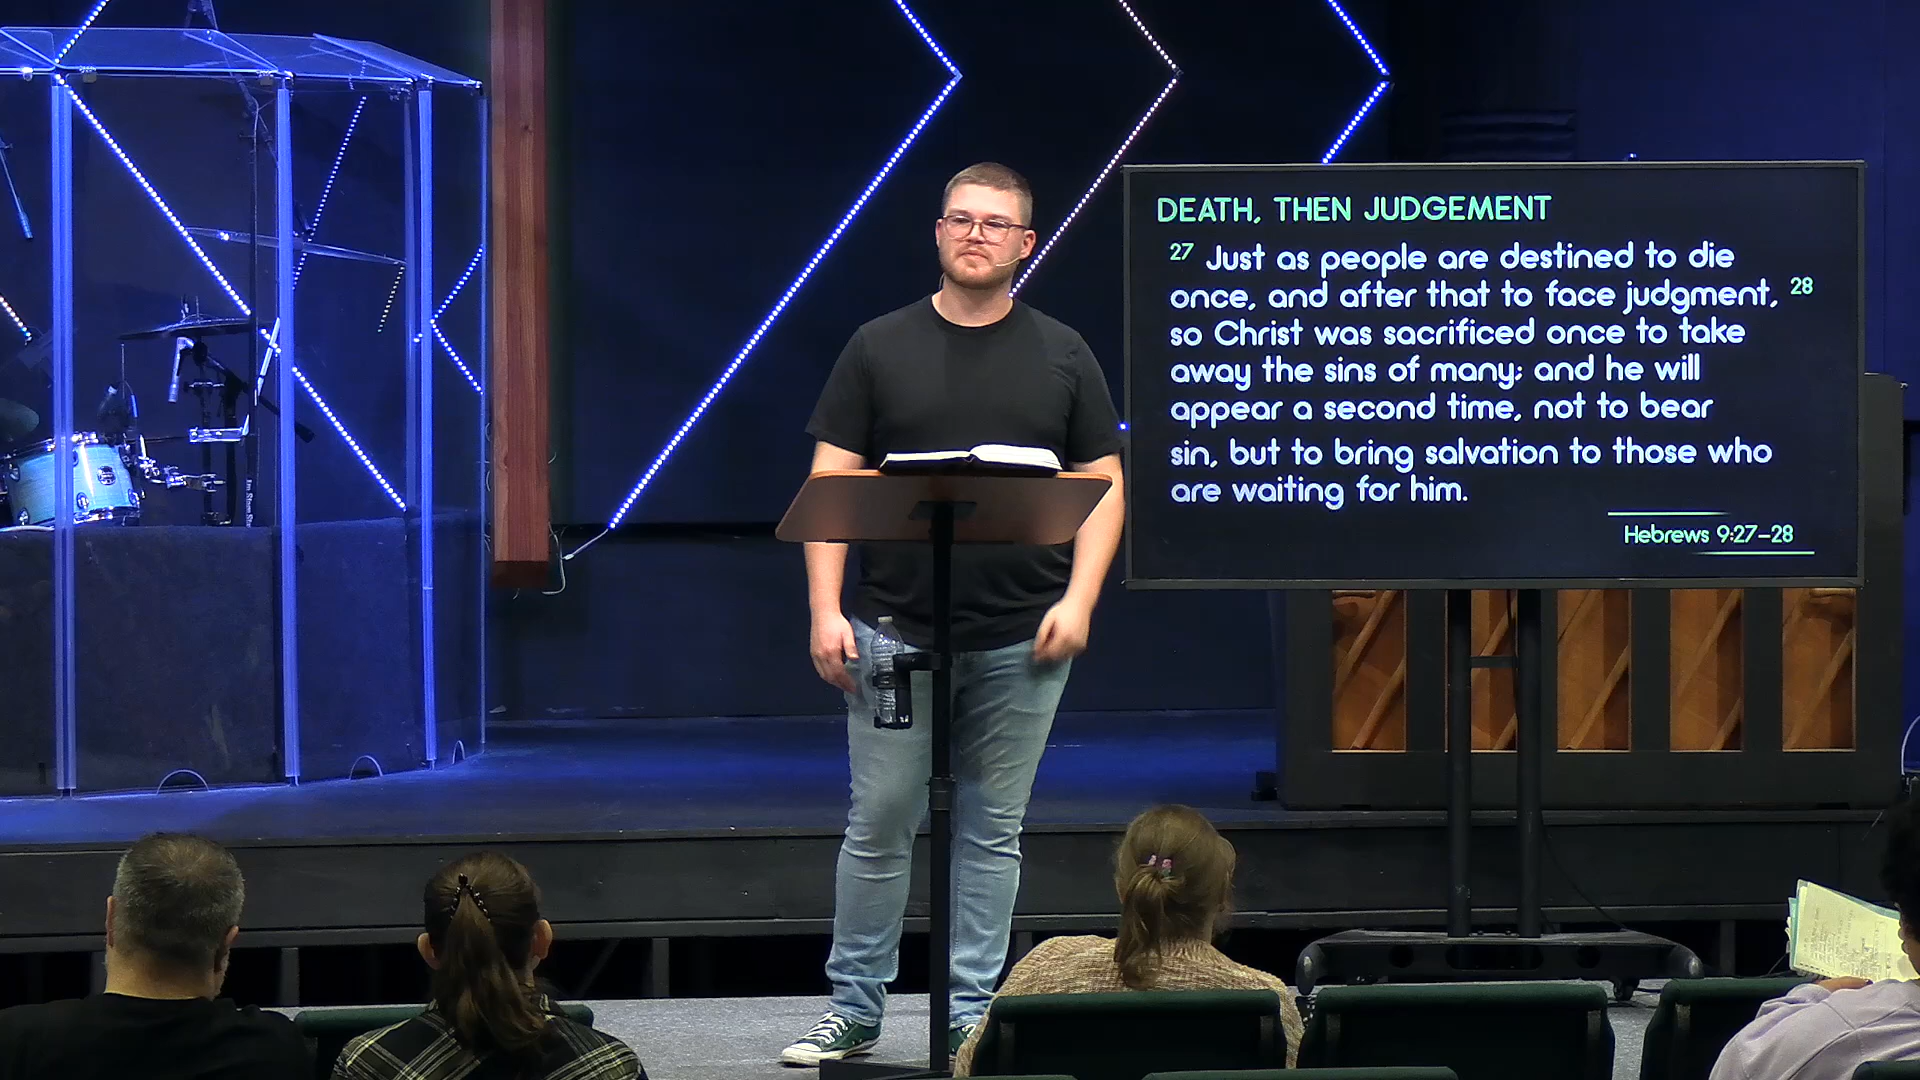 DEATH, THEN JUDGEMENT
27 Just as people are destined to die
once, and after that to face judgment, 28
so Christ was sacrificed once to take
away the sins of many; and he will
appear a second time, not to bear
sin, but to bring salvation to those who
are waiting for him.
Hebrews 9:27–28